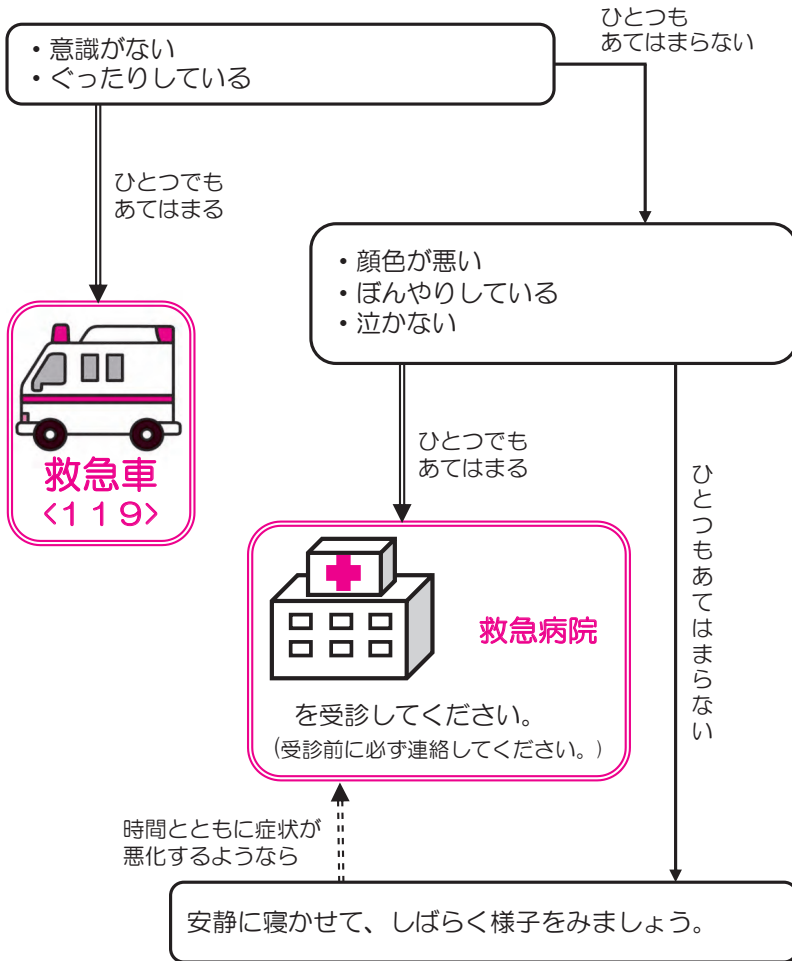 ・意識がない
・ぐったりしている
ひとつも
あてはまらない
ひとつでも
あてはまる
救急車
<119>
・顔色が悪い
・ぼんやりしている
・泣かない
ひとつでも
あてはまる
ひとつもあてはまらない
救急病院
を受診してください。
(受診前に必ず連絡してください。)
時間とともに症状が
悪化するようなら
安静に寝かせて、しばらく様子をみましょう。